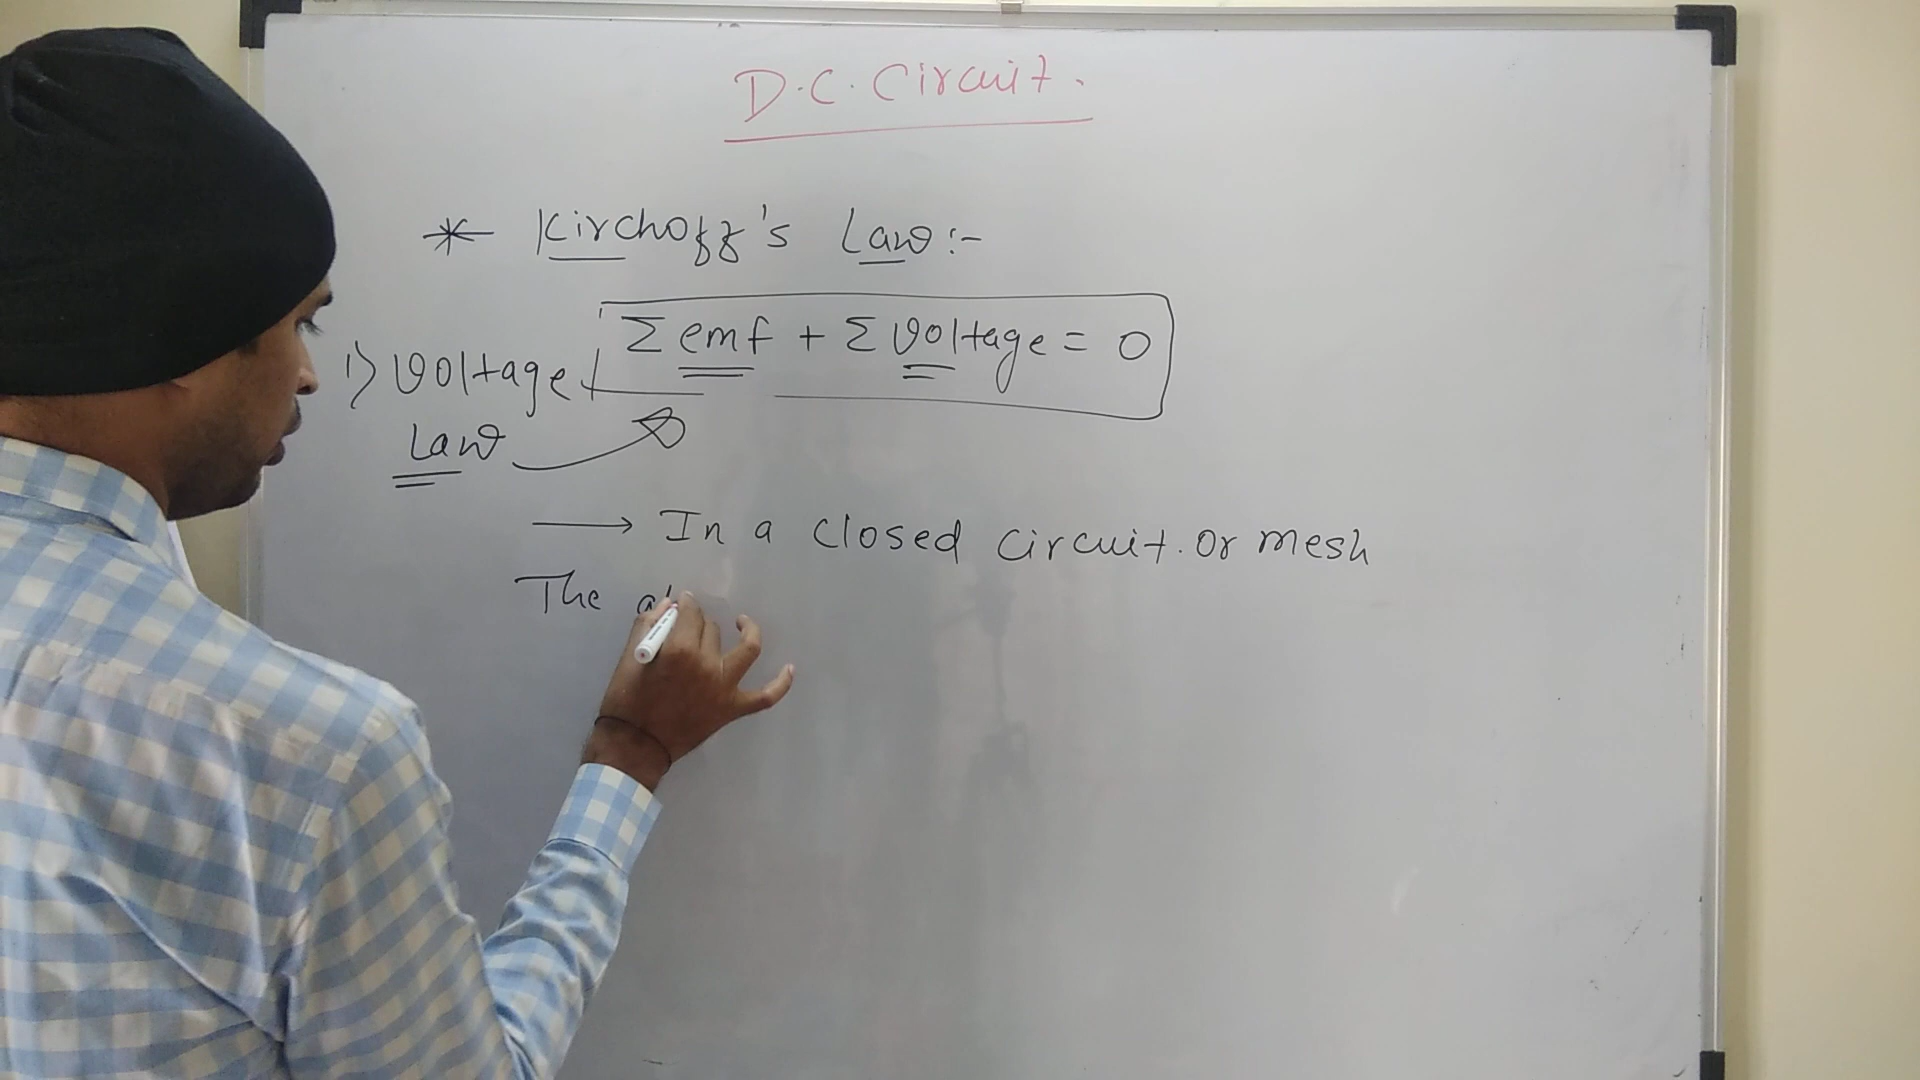 D.C. Circuit.
* Kirchoff's Law :-
Σ emf + Σ voltage = 0
1) voltage
Law
→ In a closed circuit. or mesh
The